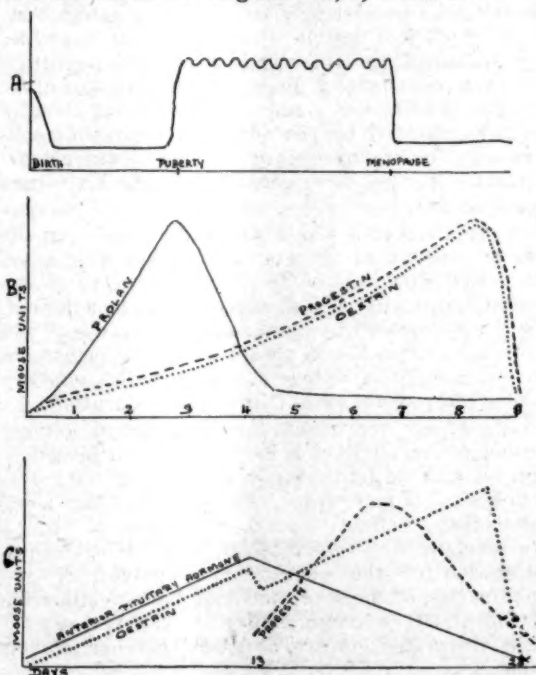 A
BIRTH
PUBERTY
MENOPAUSE
B
MOUSE UNITS
PROLAN
PROGESTIN
OESTRIN
1 2 3 4 5 6 7 8 9
C
MOUSE UNITS
ANTERIOR PITUITARY HORMONE
OESTRIN
PROGESTIN
DAYS
13
28